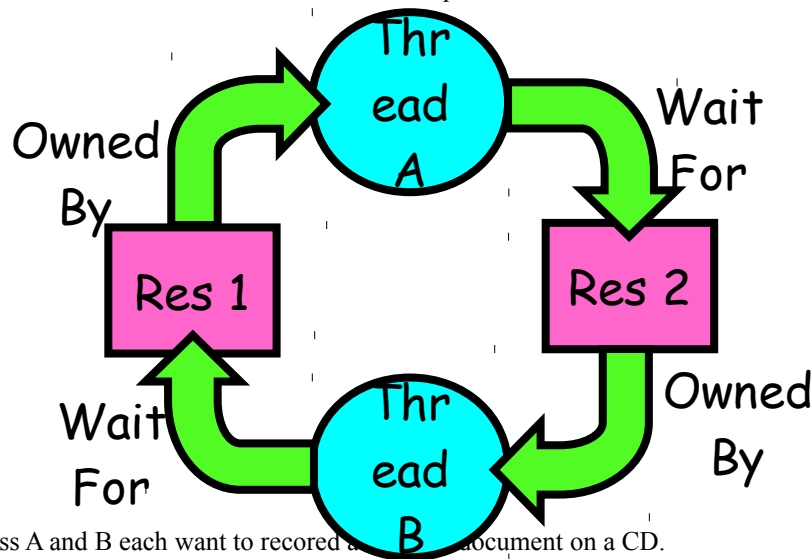 Thr
ead
A
Owned
By
Wait
For
Res 1
Res 2
Wait
For
Thr
ead
B
Owned
By
ss A and B each want to recored a document on a CD.